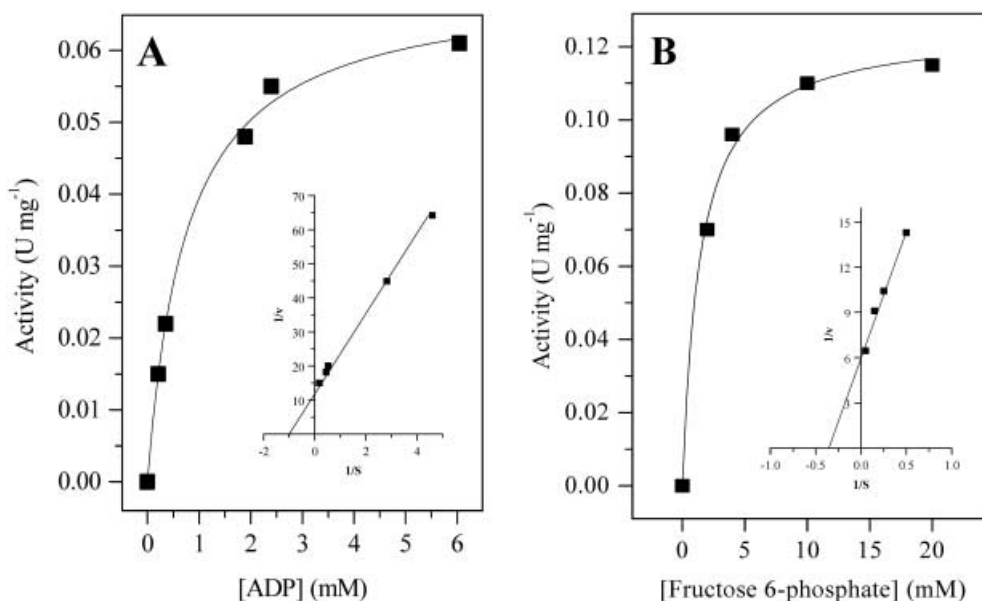 A
Activity (U mg-1)
0.06
0.05
0.04
0.03
0.02
0.01
0.00
0 1 2 3 4 5 6
[ADP] (mM)
1/v
70
60
50
40
30
20
10
-2 0 2 4
1/S
B
Activity (U mg-1)
0.12
0.10
0.08
0.06
0.04
0.02
0.00
0 5 10 15 20
[Fructose 6-phosphate] (mM)
1/v
15
12
9
6
3
-1.0 -0.5 0.0 0.5 1.0
1/S